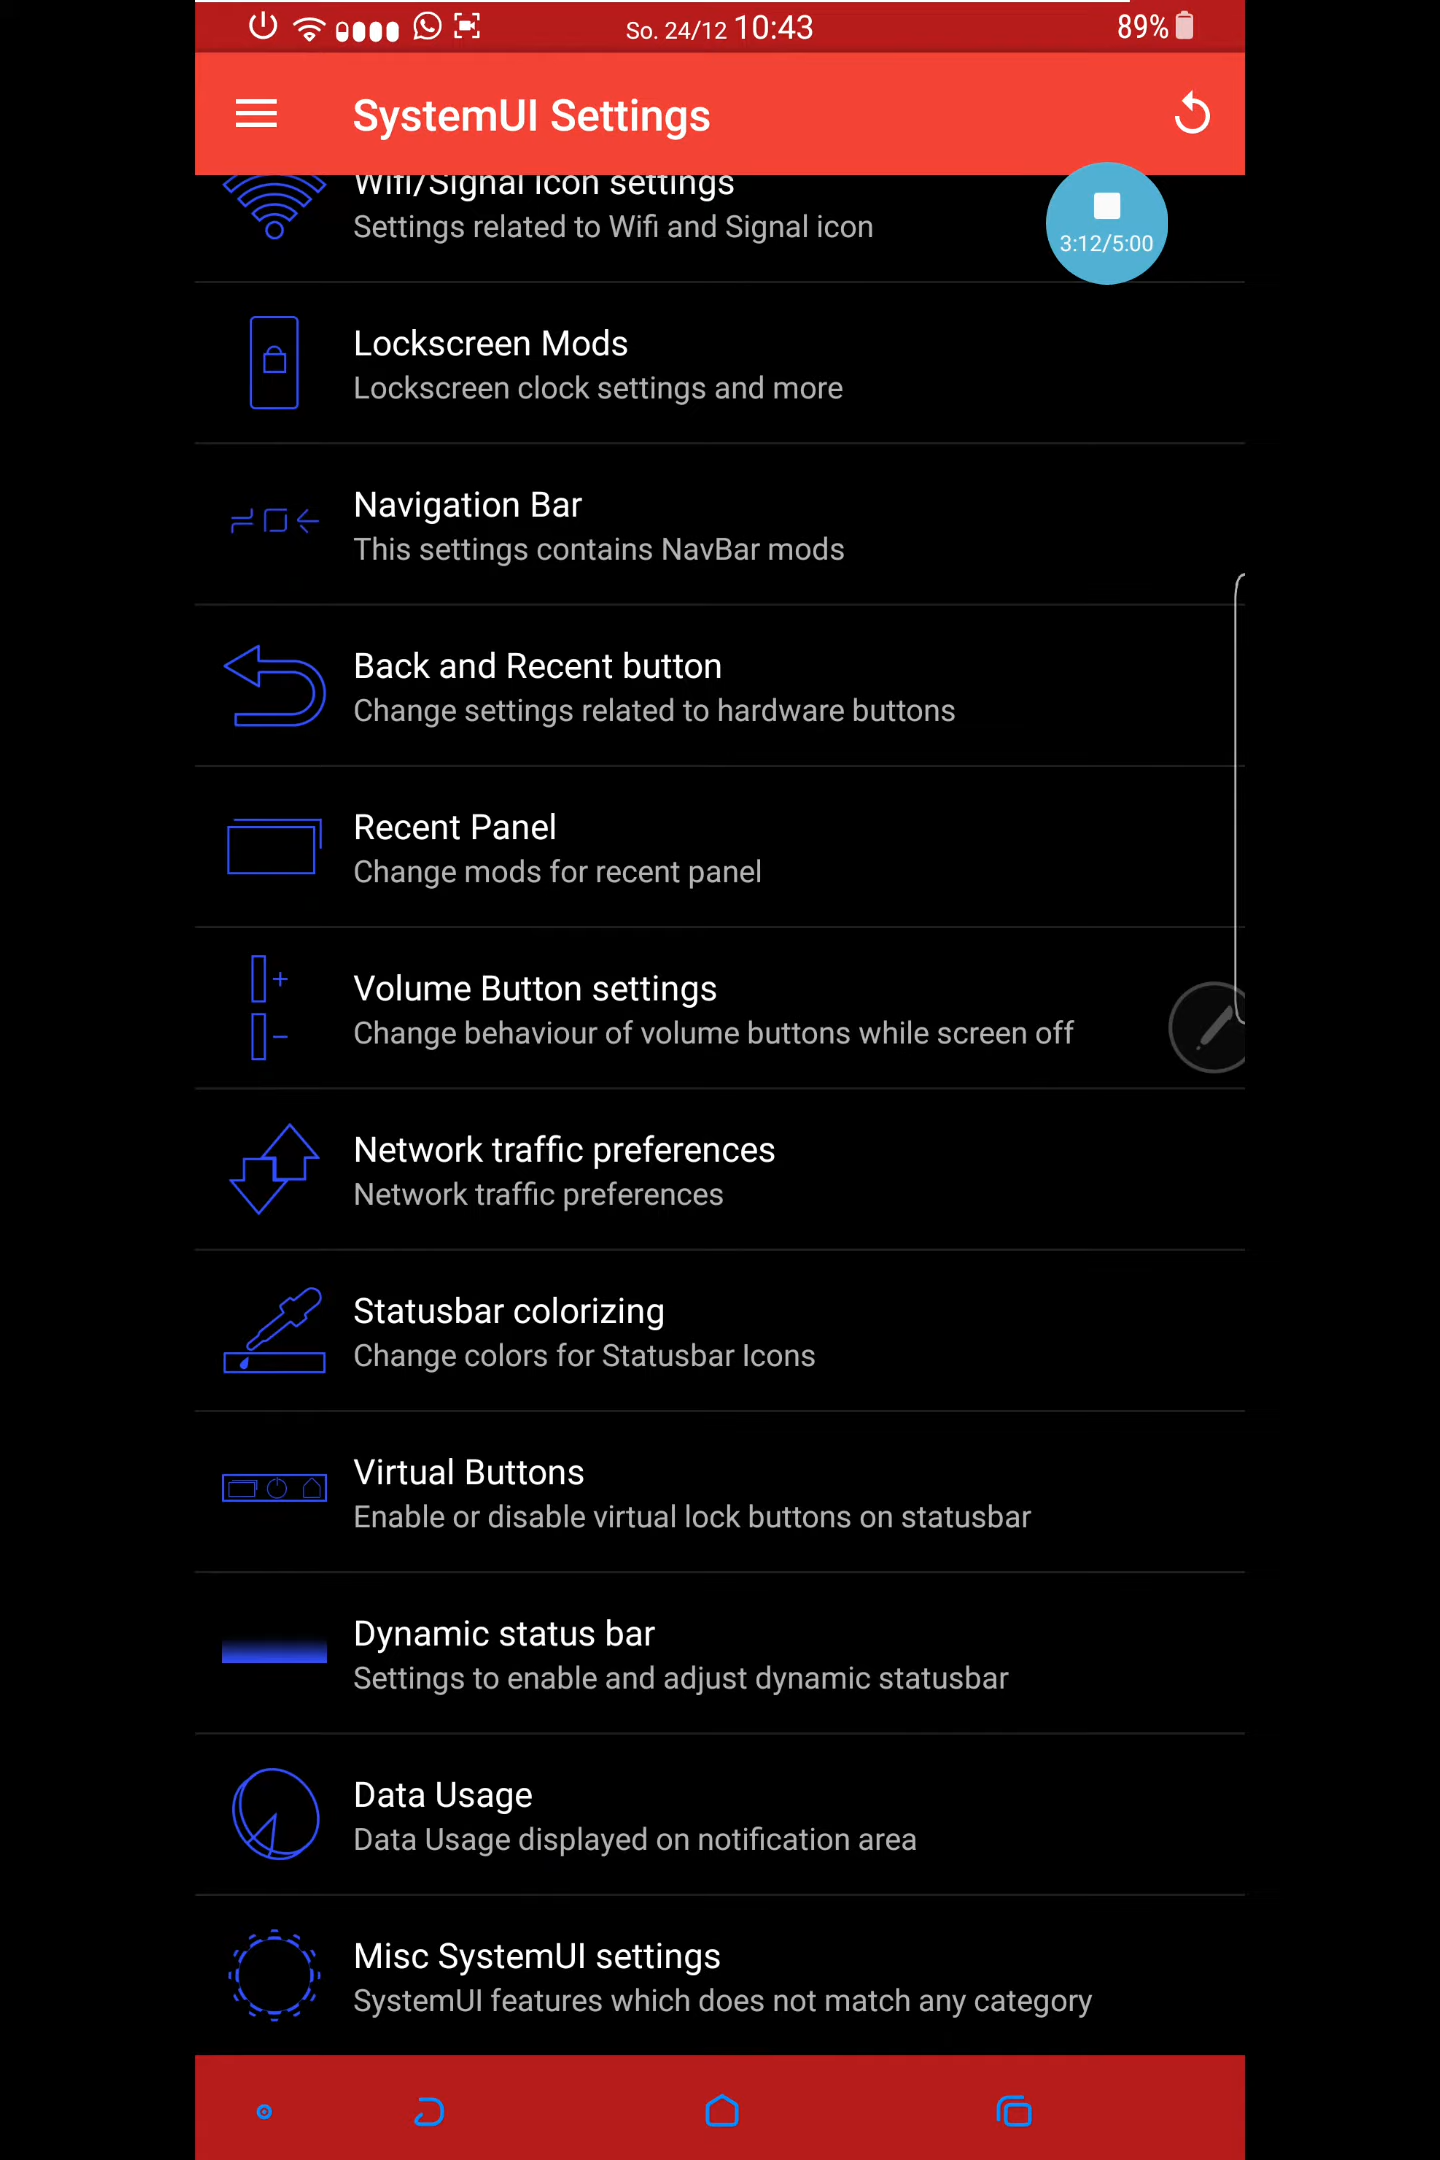 So. 24/12 10:43
89%
SystemUI Settings
Wifi/Signal icon settings
Settings related to Wifi and Signal icon
3:12/5:00
Lockscreen Mods
Lockscreen clock settings and more
Navigation Bar
This settings contains NavBar mods
Back and Recent button
Change settings related to hardware buttons
Recent Panel
Change mods for recent panel
Volume Button settings
Change behaviour of volume buttons while screen off
Network traffic preferences
Network traffic preferences
Statusbar colorizing
Change colors for Statusbar Icons
Virtual Buttons
Enable or disable virtual lock buttons on statusbar
Dynamic status bar
Settings to enable and adjust dynamic statusbar
Data Usage
Data Usage displayed on notification area
Misc SystemUI settings
SystemUI features which does not match any category